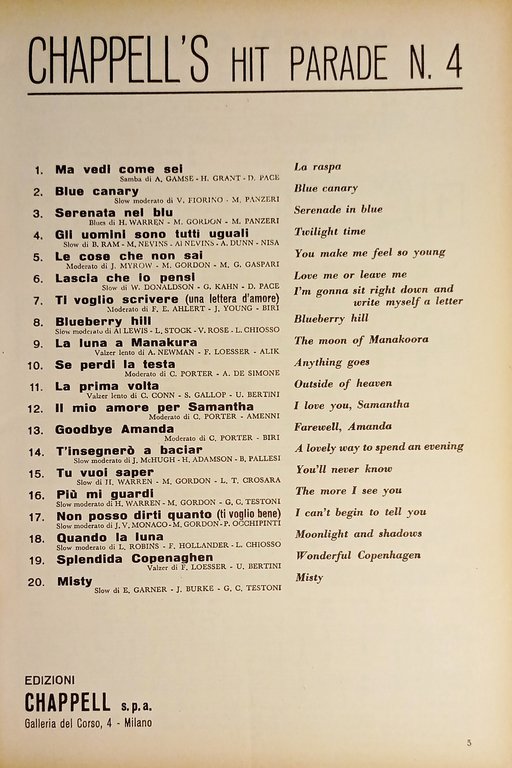 CHAPPELL'S HIT PARADE N. 4
1. Ma vedi come sei La raspa
Samba di A. GAMSE - H. GRANT - D. PACE
2. Blue canary Blue canary
Slow moderato di V. FIORINO - M. PANZERI
3. Serenata nel blu Serenade in blue
Blues di H. WARREN - M. GORDON - M. PANZERI
4. Gli uomini sono tutti uguali Twilight time
Slow di B. RAM - M. NEVINS - Al NEVINS - A. DUNN - NISA
5. Le cose che non sai You make me feel so young
Moderato di J. MYROW - M. GORDON - M. G. GASPARI
6. Lascia che io pensi Love me or leave me
Slow di W. DONALDSON - G. KAHN - D. PACE
7. Ti voglio scrivere (una lettera d'amore) I'm gonna sit right down and
write myself a letter
Moderato di F. E. AHLERT - J. YOUNG - BIRI
8. Blueberry hill Blueberry hill
Slow moderato di Al LEWIS - L. STOCK - V. ROSE - L. CHIOSSO
9. La luna a Manakura The moon of Manakoora
Valzer lento di A. NEWMAN - F. LOESSER - ALIK
10. Se perdi la testa Anything goes
Moderato di C. PORTER - A. DE SIMONE
11. La prima volta Outside of heaven
Valzer lento di C. CONN - S. GALLOP - U. BERTINI
12. Il mio amore per Samantha I love you, Samantha
Moderato di C. PORTER - AMENNI
13. Goodbye Amanda Farewell, Amanda
Moderato di C. PORTER - BIRI
14. T'insegnerò a baciar A lovely way to spend an evening
Slow moderato di J. McHUGH - H. ADAMSON - B. PALLESI
15. Tu vuoi saper You'll never know
Slow di H. WARREN - M. GORDON - L. T. CROSARA
16. Più mi guardi The more I see you
Slow moderato di H. WARREN - M. GORDON - G. C. TESTONI
17. Non posso dirti quanto (ti voglio bene) I can't begin to tell you
Slow moderato di J. V. MONACO - M. GORDON - P. OCCHIPINTI
18. Quando la luna Moonlight and shadows
Slow moderato di L. ROBINS - F. HOLLANDER - L. CHIOSSO
19. Splendida Copenaghen Wonderful Copenhagen
Valzer di F. LOESSER - U. BERTINI
20. Misty Misty
Slow di E. GARNER - J. BURKE - G. C. TESTONI
EDIZIONI
CHAPPELL s.p.a.
Galleria del Corso, 4 - Milano
3